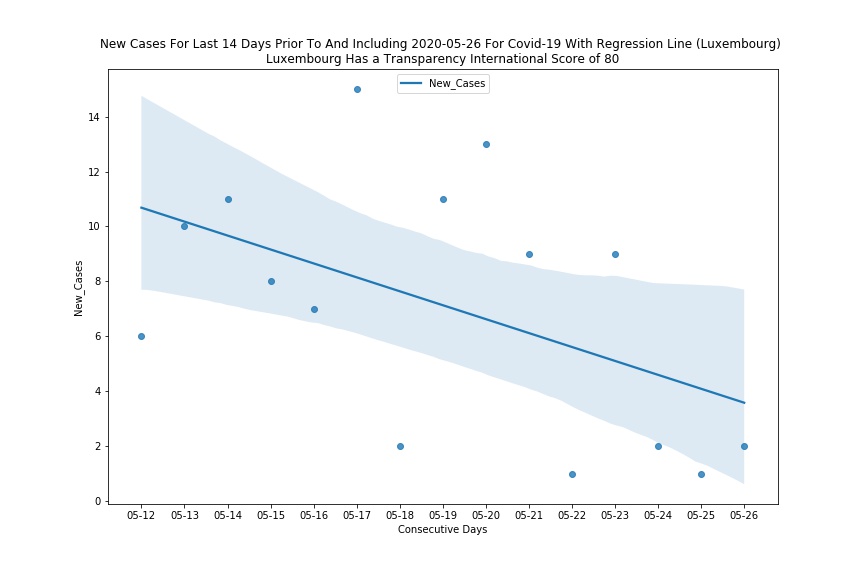 New Cases For Last 14 Days Prior To And Including 2020-05-26 For Covid-19 With Regression Line (Luxembourg)
Luxembourg Has a Transparency International Score of 80
New_Cases
14
12
10
8
6
4
2
0
New_Cases
05-12 05-13 05-14 05-15 05-16 05-17 05-18 05-19 05-20 05-21 05-22 05-23 05-24 05-25 05-26
Consecutive Days